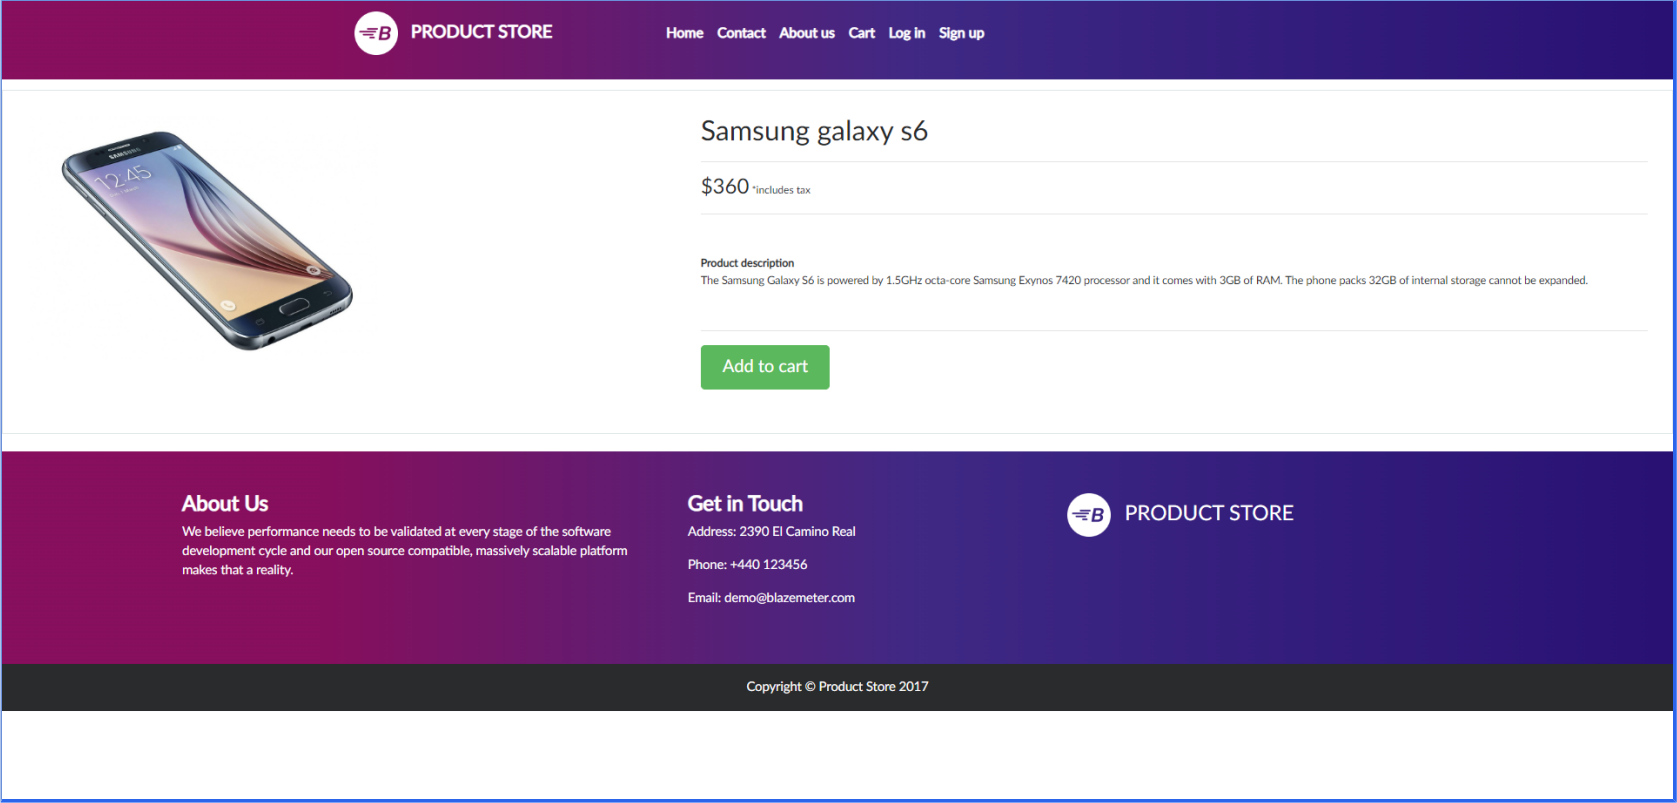 B PRODUCT STORE Home Contact About us Cart Log in Sign up
SAMSUNG
12:45
Samsung galaxy s6
$360 *includes tax
Product description
The Samsung Galaxy S6 is powered by 1.5GHz octa-core Samsung Exynos 7420 processor and it comes with 3GB of RAM. The phone packs 32GB of internal storage cannot be expanded.
Add to cart
About Us
We believe performance needs to be validated at every stage of the software
development cycle and our open source compatible, massively scalable platform
makes that a reality.
Get in Touch
Address: 2390 El Camino Real
Phone: +440 123456
Email: demo@blazemeter.com
B PRODUCT STORE
Copyright © Product Store 2017